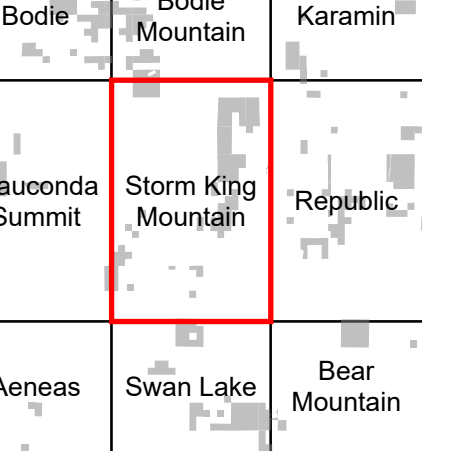 Bodie
Bodie
Mountain
Karamin
auconda
Summit
Storm King
Mountain
Republic
Aeneas
Swan Lake
Bear
Mountain